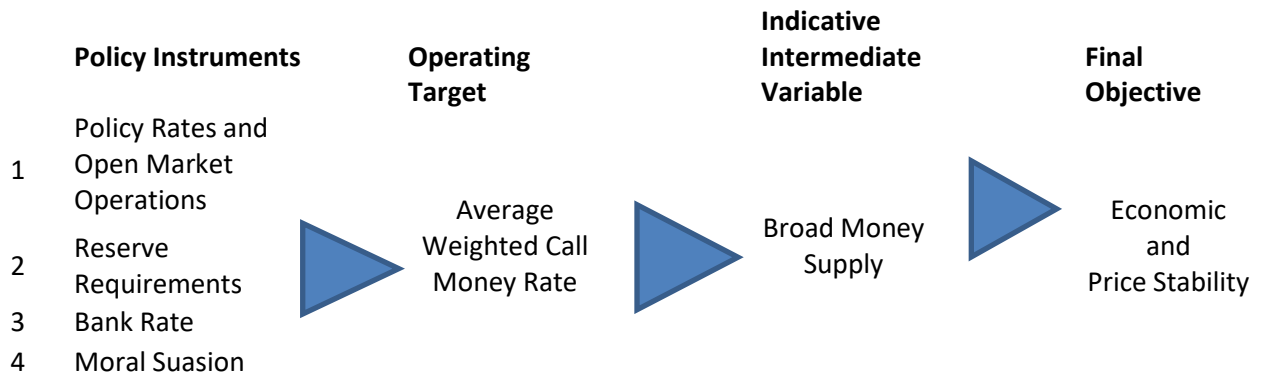 Policy Instruments
Operating
Target
Indicative
Intermediate
Variable
Final
Objective
1
Policy Rates and
Open Market
Operations
2
Reserve
Requirements
3
Bank Rate
4
Moral Suasion
Average
Weighted Call
Money Rate
Broad Money
Supply
Economic
and
Price Stability